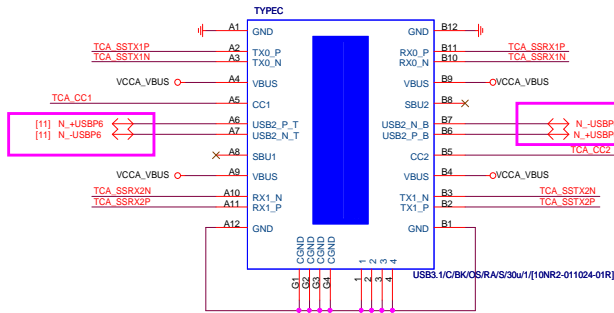 TYPEC
A1 GND GND B12
TCA_SSTX1P A2 TX0_P RX0_P B11 TCA_SSRX1P
TCA_SSTX1N A3 TX0_N RX0_N B10 TCA_SSRX1N
VCCA_VBUS A4 VBUS VBUS B9 VCCA_VBUS
TCA_CC1 A5 CC1 SBU2 B8
[11] N_+USBP6 A6 USB2_P_T USB2_N_B B7 N_-USBP
[11] N_-USBP6 A7 USB2_N_T USB2_P_B B6 N_+USBP
A8 SBU1 CC2 B5 TCA_CC2
VCCA_VBUS A9 VBUS VBUS B4 VCCA_VBUS
TCA_SSRX2N A10 RX1_N TX1_N B3 TCA_SSTX2N
TCA_SSRX2P A11 RX1_P TX1_P B2 TCA_SSTX2P
A12 GND GND B1
CGND CGND CGND CGND 1 2 3 4
USB3.1/C/BK/OS/RA/S/30u/1/[10NR2-011024-01R]
G1 G2 G3 G4 1 2 3 4